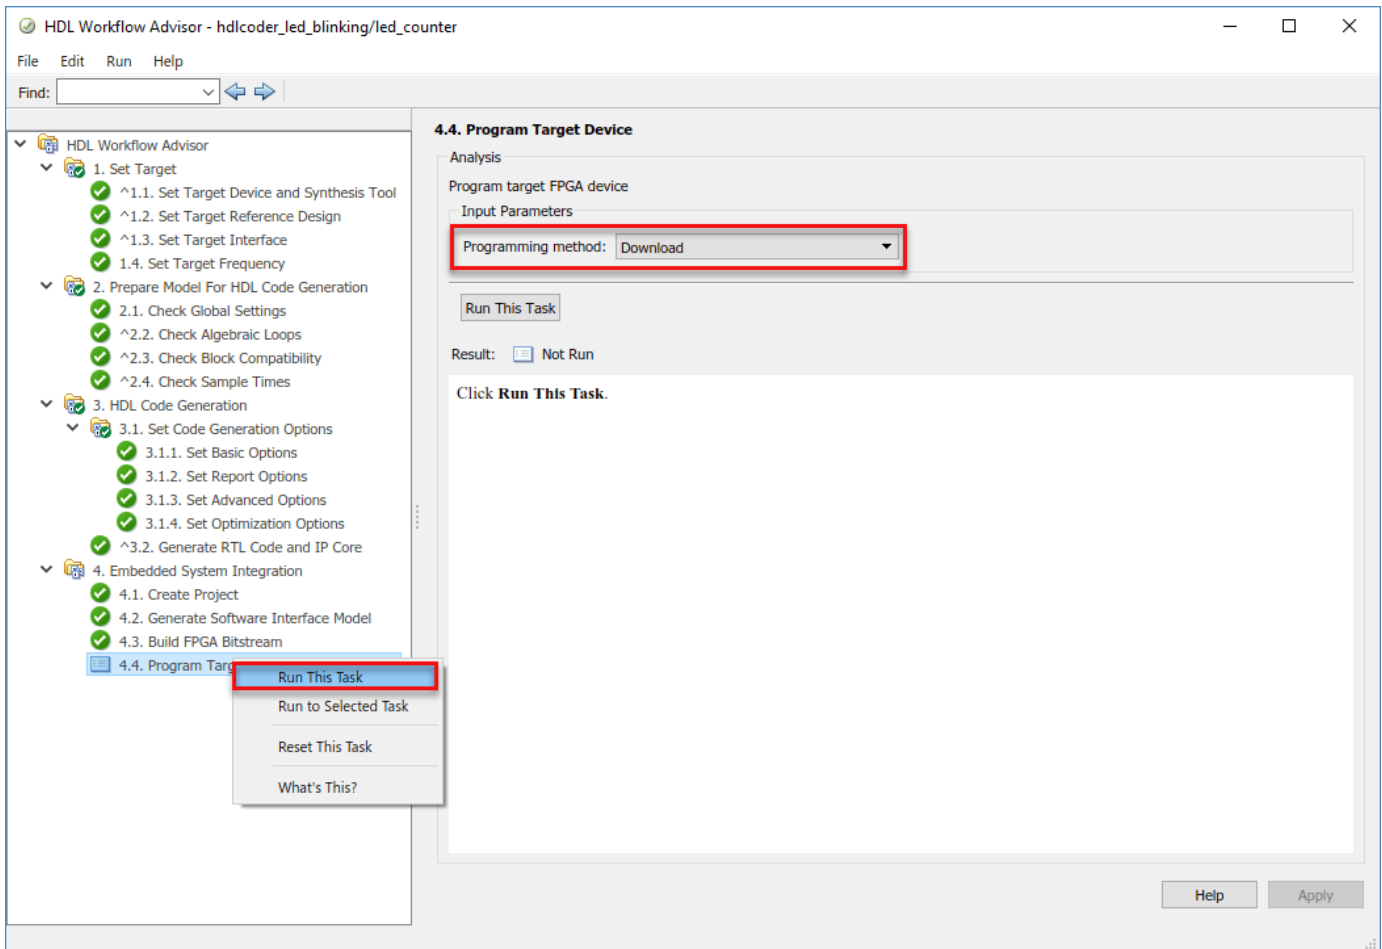 HDL Workflow Advisor - hdlcoder_led_blinking/led_counter
File Edit Run Help
Find:
HDL Workflow Advisor
1. Set Target
^1.1. Set Target Device and Synthesis Tool
^1.2. Set Target Reference Design
^1.3. Set Target Interface
1.4. Set Target Frequency
2. Prepare Model For HDL Code Generation
2.1. Check Global Settings
^2.2. Check Algebraic Loops
^2.3. Check Block Compatibility
^2.4. Check Sample Times
3. HDL Code Generation
3.1. Set Code Generation Options
3.1.1. Set Basic Options
3.1.2. Set Report Options
3.1.3. Set Advanced Options
3.1.4. Set Optimization Options
^3.2. Generate RTL Code and IP Core
4. Embedded System Integration
4.1. Create Project
4.2. Generate Software Interface Model
4.3. Build FPGA Bitstream
4.4. Program Targ
Run This Task
Run to Selected Task
Reset This Task
What's This?
4.4. Program Target Device
Analysis
Program target FPGA device
Input Parameters
Programming method: Download
Run This Task
Result: Not Run
Click Run This Task.
Help Apply